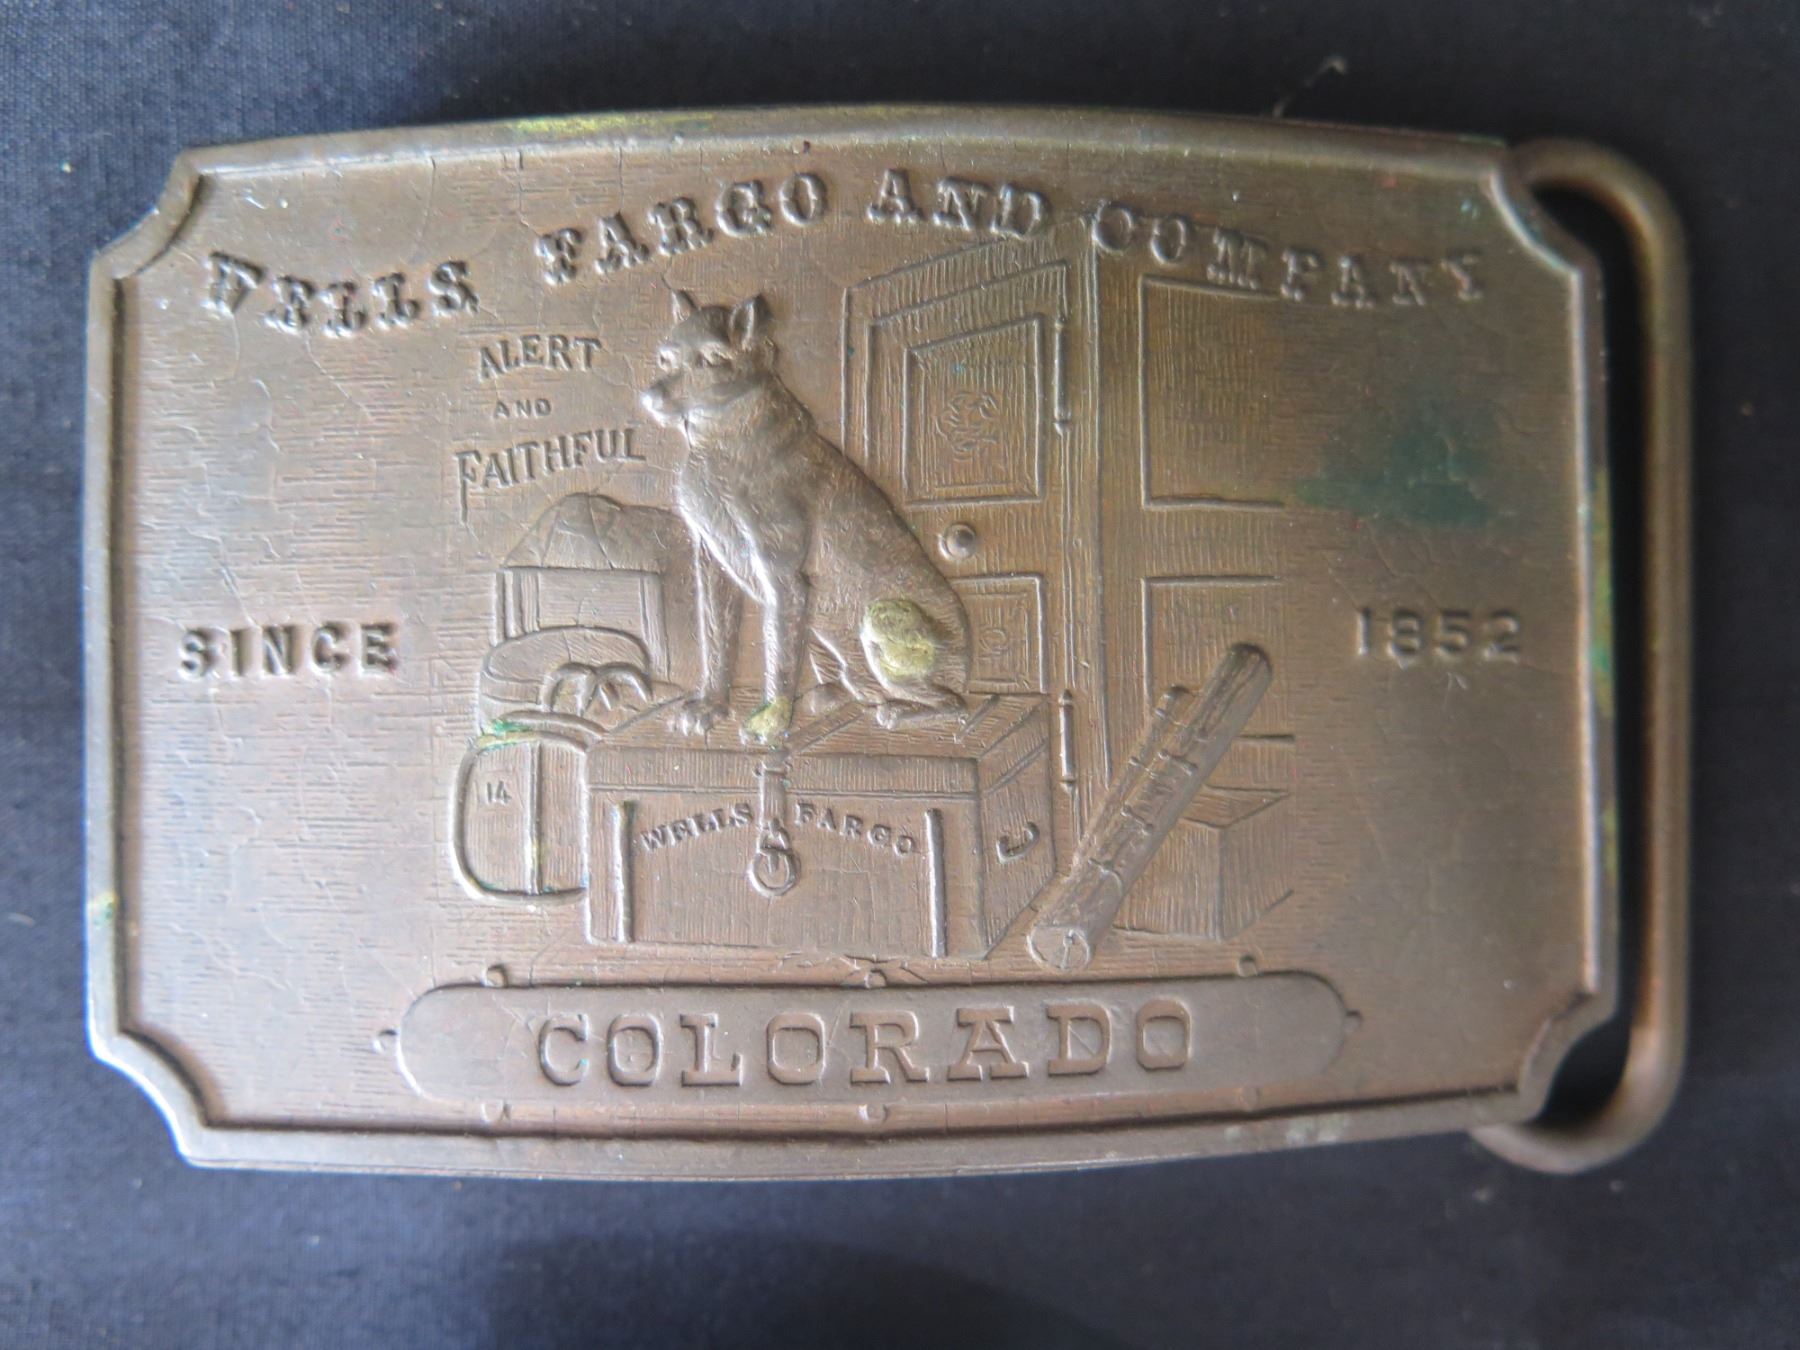 WELLS FARGO AND COMPANY
ALERT
AND
FAITHFUL
SINCE 1852
14
WELLS FARGO
COLORADO